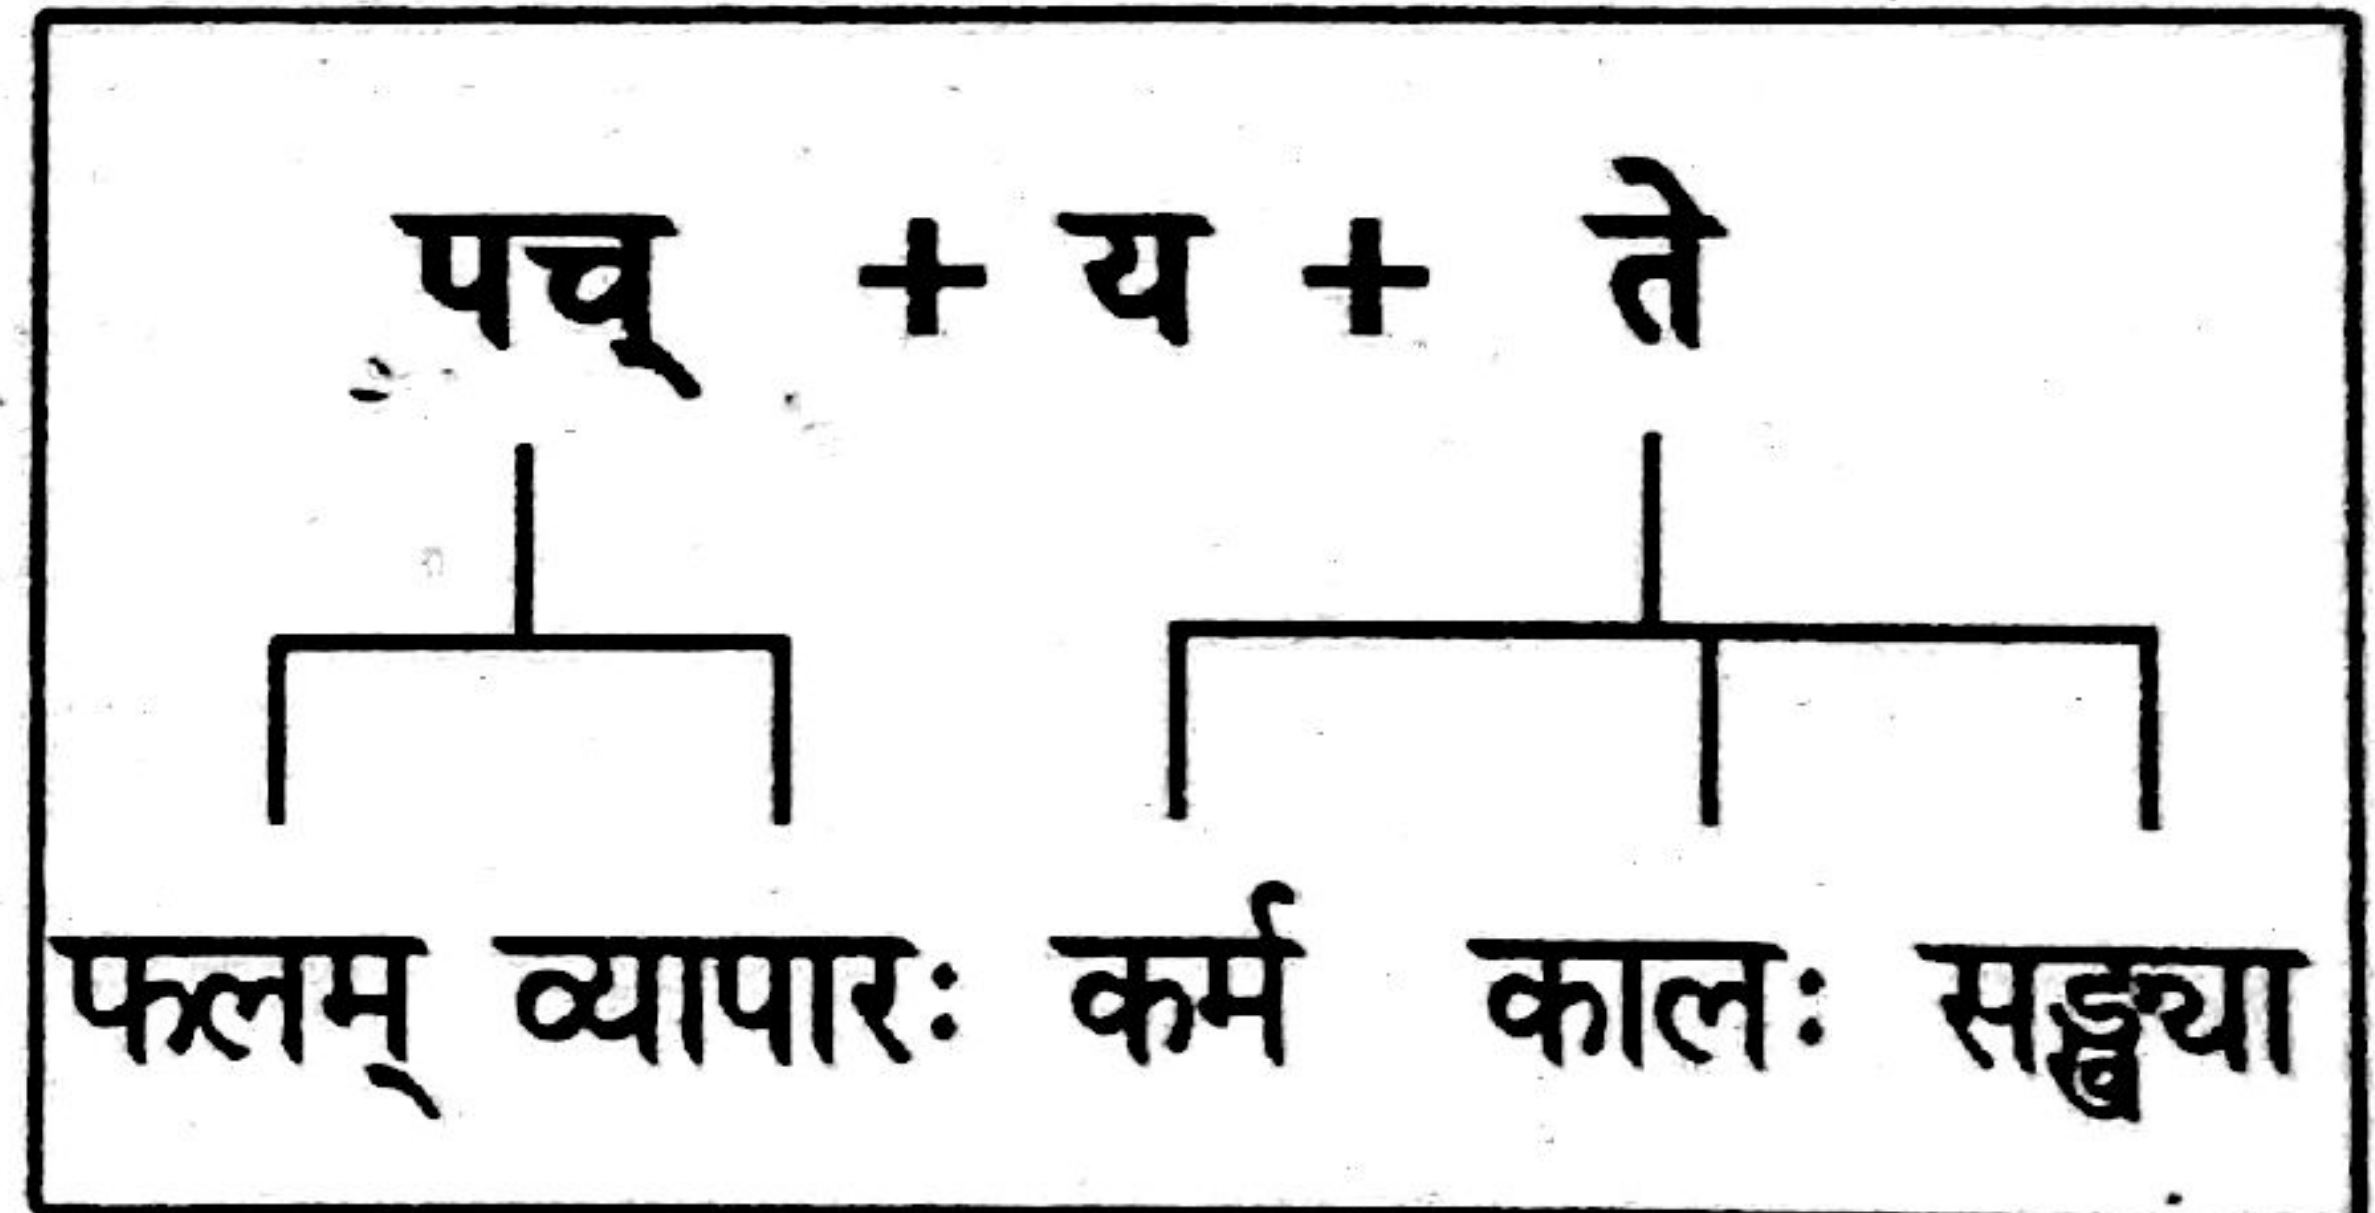 पच् + य + ते
फलम् व्यापारः कर्म कालः सङ्ख्या